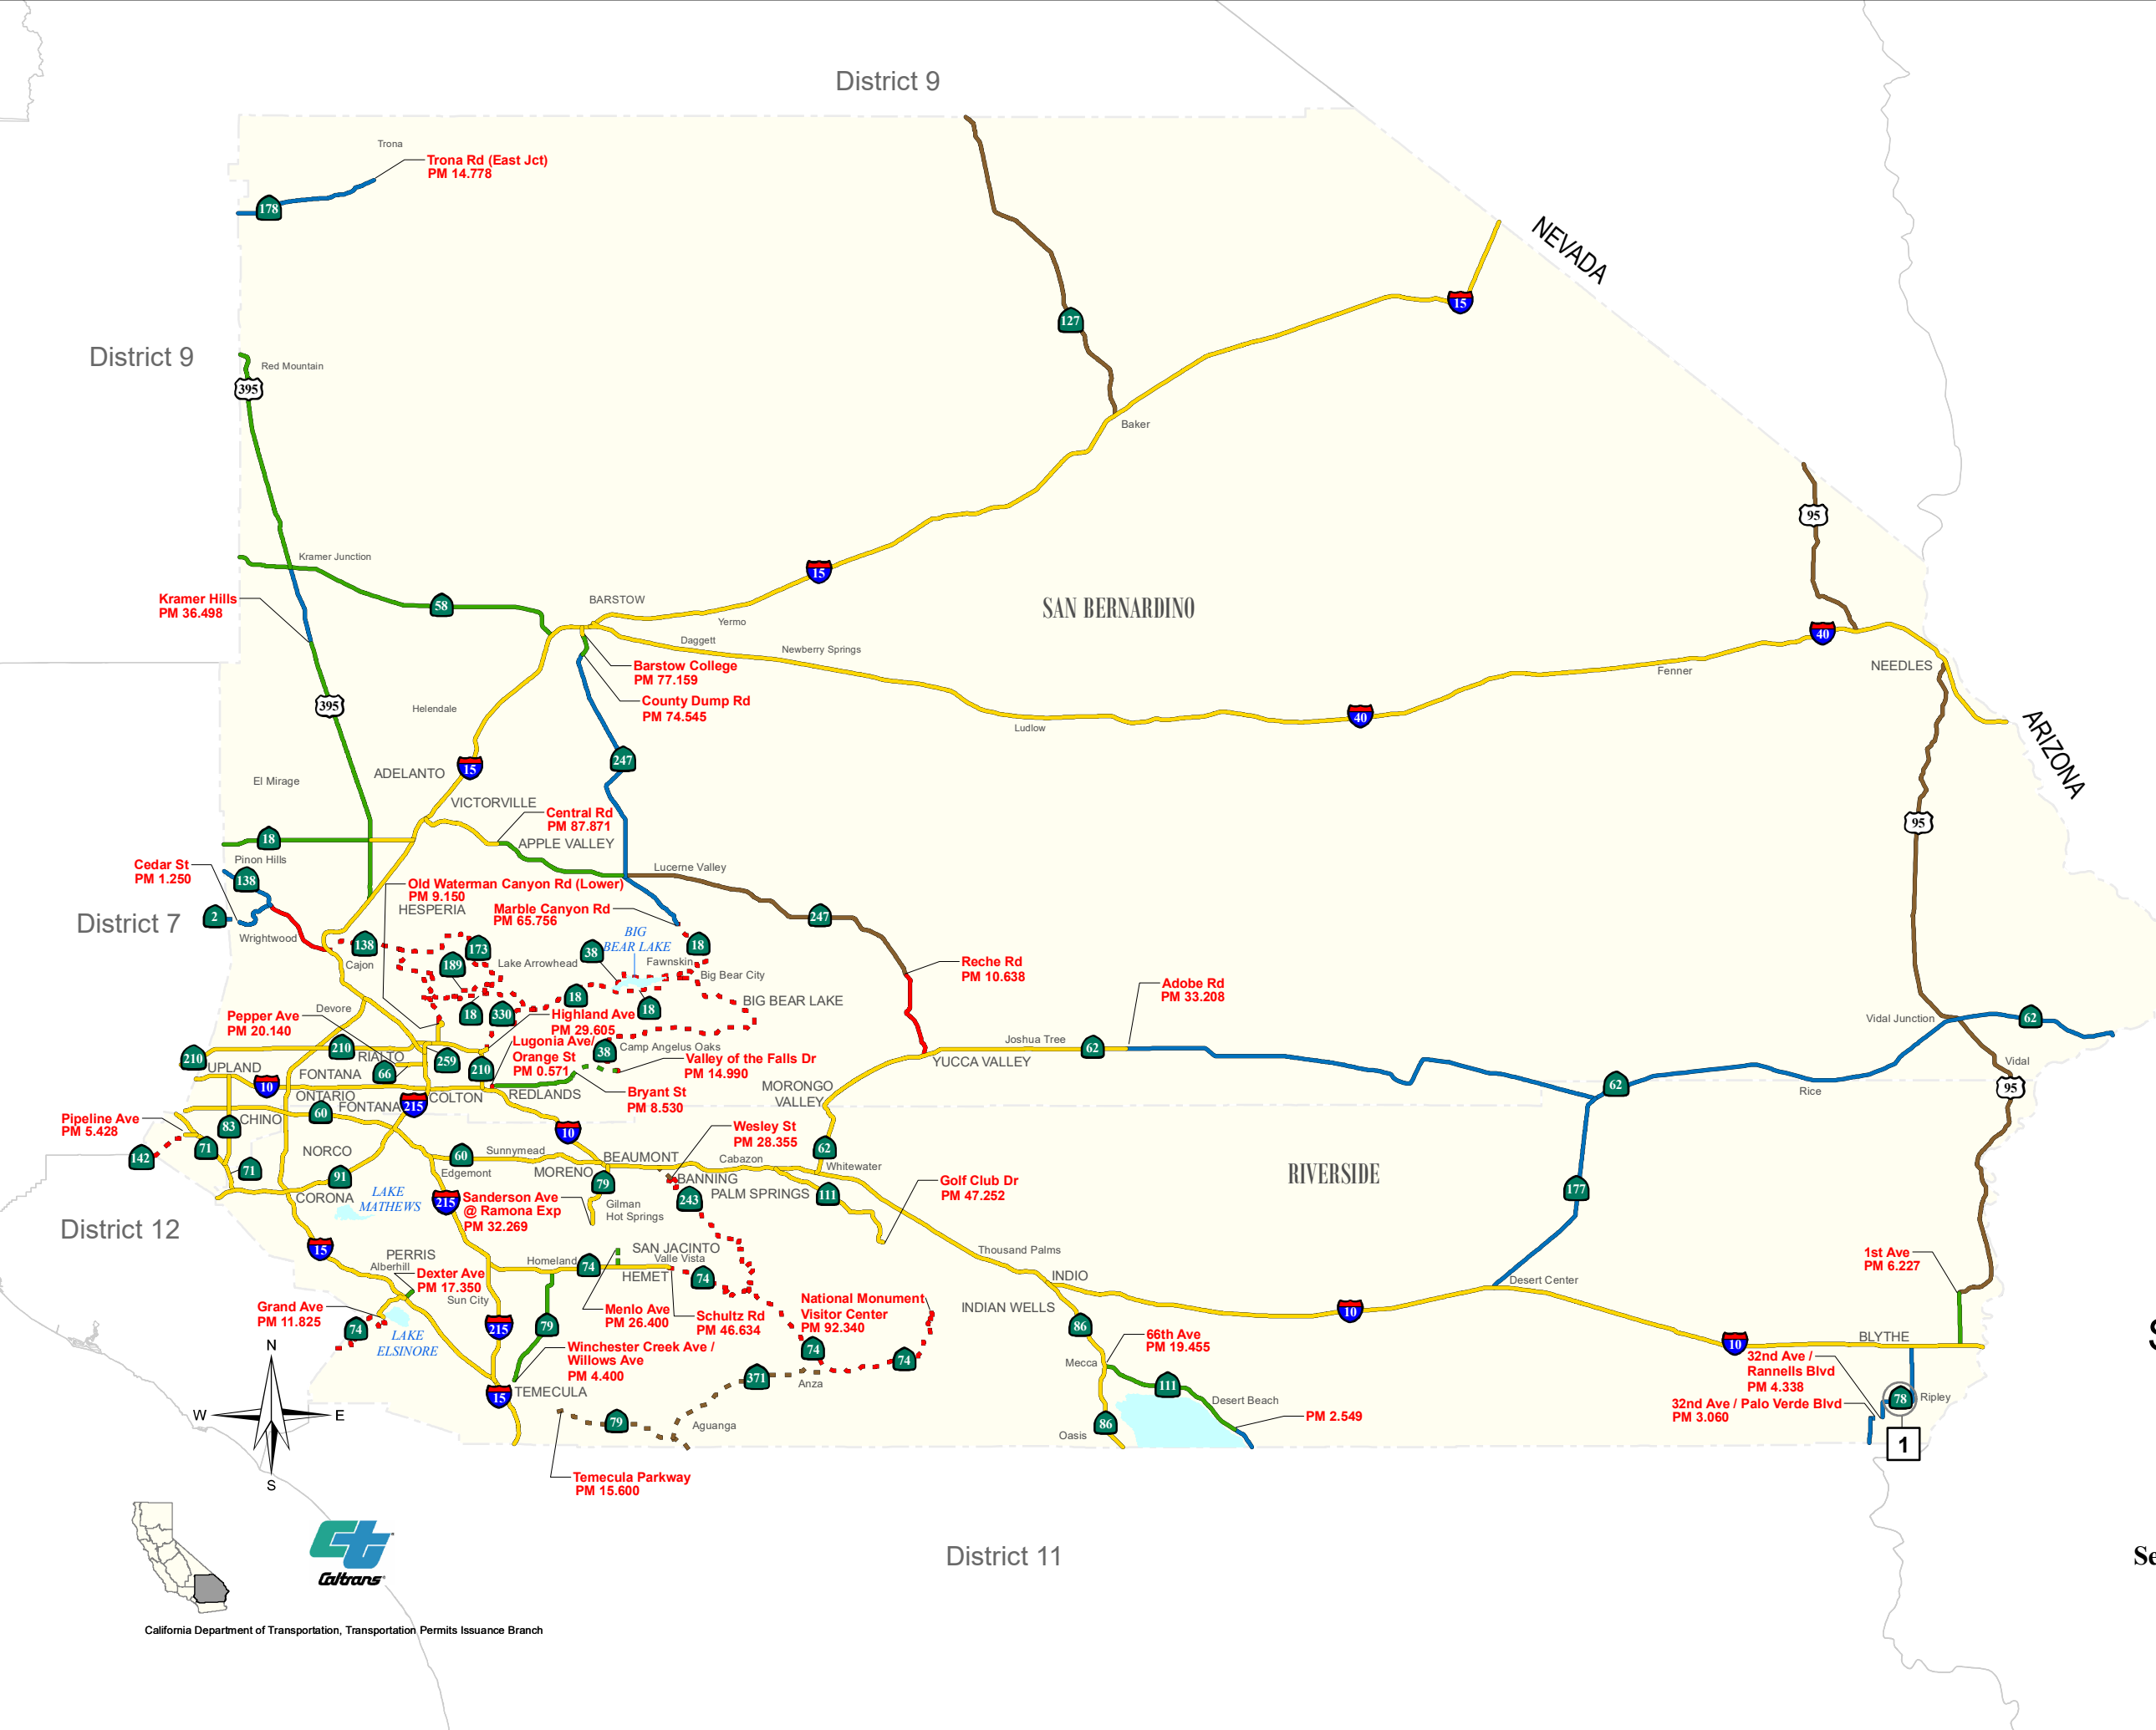 District 9
Trona
Trona Rd (East Jct)
PM 14.778
178
NEVADA
15
127
District 9
Red Mountain
395
Baker
95
Kramer Junction
15
Kramer Hills
PM 36.498
58
BARSTOW
Yermo
SAN BERNARDINO
Daggett
Newberry Springs
40
Fenner
NEEDLES
Barstow College
PM 77.159
County Dump Rd
PM 74.545
395
Helendale
Ludlow
40
ARIZONA
247
15
ADELANTO
El Mirage
VICTORVILLE
Central Rd
PM 87.871
APPLE VALLEY
95
18
Pinon Hills
Cedar St
PM 1.250
138
Lucerne Valley
Old Waterman Canyon Rd (Lower)
PM 9.150
HESPERIA
Marble Canyon Rd
PM 65.756
2
District 7
247
Wrightwood
138
Cajon
173
189
Lake Arrowhead
38
BIG
BEAR LAKE
18
Fawnskin
Big Bear City
Reche Rd
PM 10.638
Adobe Rd
PM 33.208
BIG BEAR LAKE
18
18
18
330
Devore
Pepper Ave
PM 20.140
Highland Ave
PM 29.605
Lugonia Ave/
Orange St
PM 0.571
38
Camp Angelus Oaks
Valley of the Falls Dr
PM 14.990
Bryant St
PM 8.530
Joshua Tree
62
YUCCA VALLEY
Vidal Junction
62
Vidal
95
Rice
62
210
210
RIALTO
259
210
66
UPLAND
FONTANA
10
ONTARIO
FONTANA
215
COLTON
REDLANDS
MORONGO
VALLEY
60
Pipeline Ave
PM 5.428
83
CHINO
10
Wesley St
PM 28.355
142
71
71
NORCO
60
Sunnymead
Edgemont
MORENO
BEAUMONT
Cabazon
62
Whitewater
BANNING
91
CORONA
LAKE
MATHEWS
215
Sanderson Ave
@ Ramona Exp
PM 32.269
79
Gilman
Hot Springs
243
PALM SPRINGS
111
Golf Club Dr
PM 47.252
RIVERSIDE
177
District 12
15
PERRIS
Alberhill
Dexter Ave
PM 17.350
Sun City
Homeland
74
SAN JACINTO
Valle Vista
HEMET
74
Thousand Palms
INDIO
Desert Center
1st Ave
PM 6.227
Grand Ave
PM 11.825
74
LAKE
ELSINORE
215
79
Menlo Ave
PM 26.400
Schultz Rd
PM 46.634
National Monument
Visitor Center
PM 92.340
INDIAN WELLS
86
10
10
BLYTHE
Winchester Creek Ave /
Willows Ave
PM 4.400
74
74
66th Ave
PM 19.455
Mecca
32nd Ave /
Rannells Blvd
PM 4.338
15
TEMECULA
371
Anza
111
Desert Beach
78
Ripley
32nd Ave / Palo Verde Blvd
PM 3.060
79
Aguanga
86
Oasis
PM 2.549
1
N
W
E
S
Temecula Parkway
PM 15.600
District 11
Caltrans
California Department of Transportation, Transportation Permits Issuance Branch